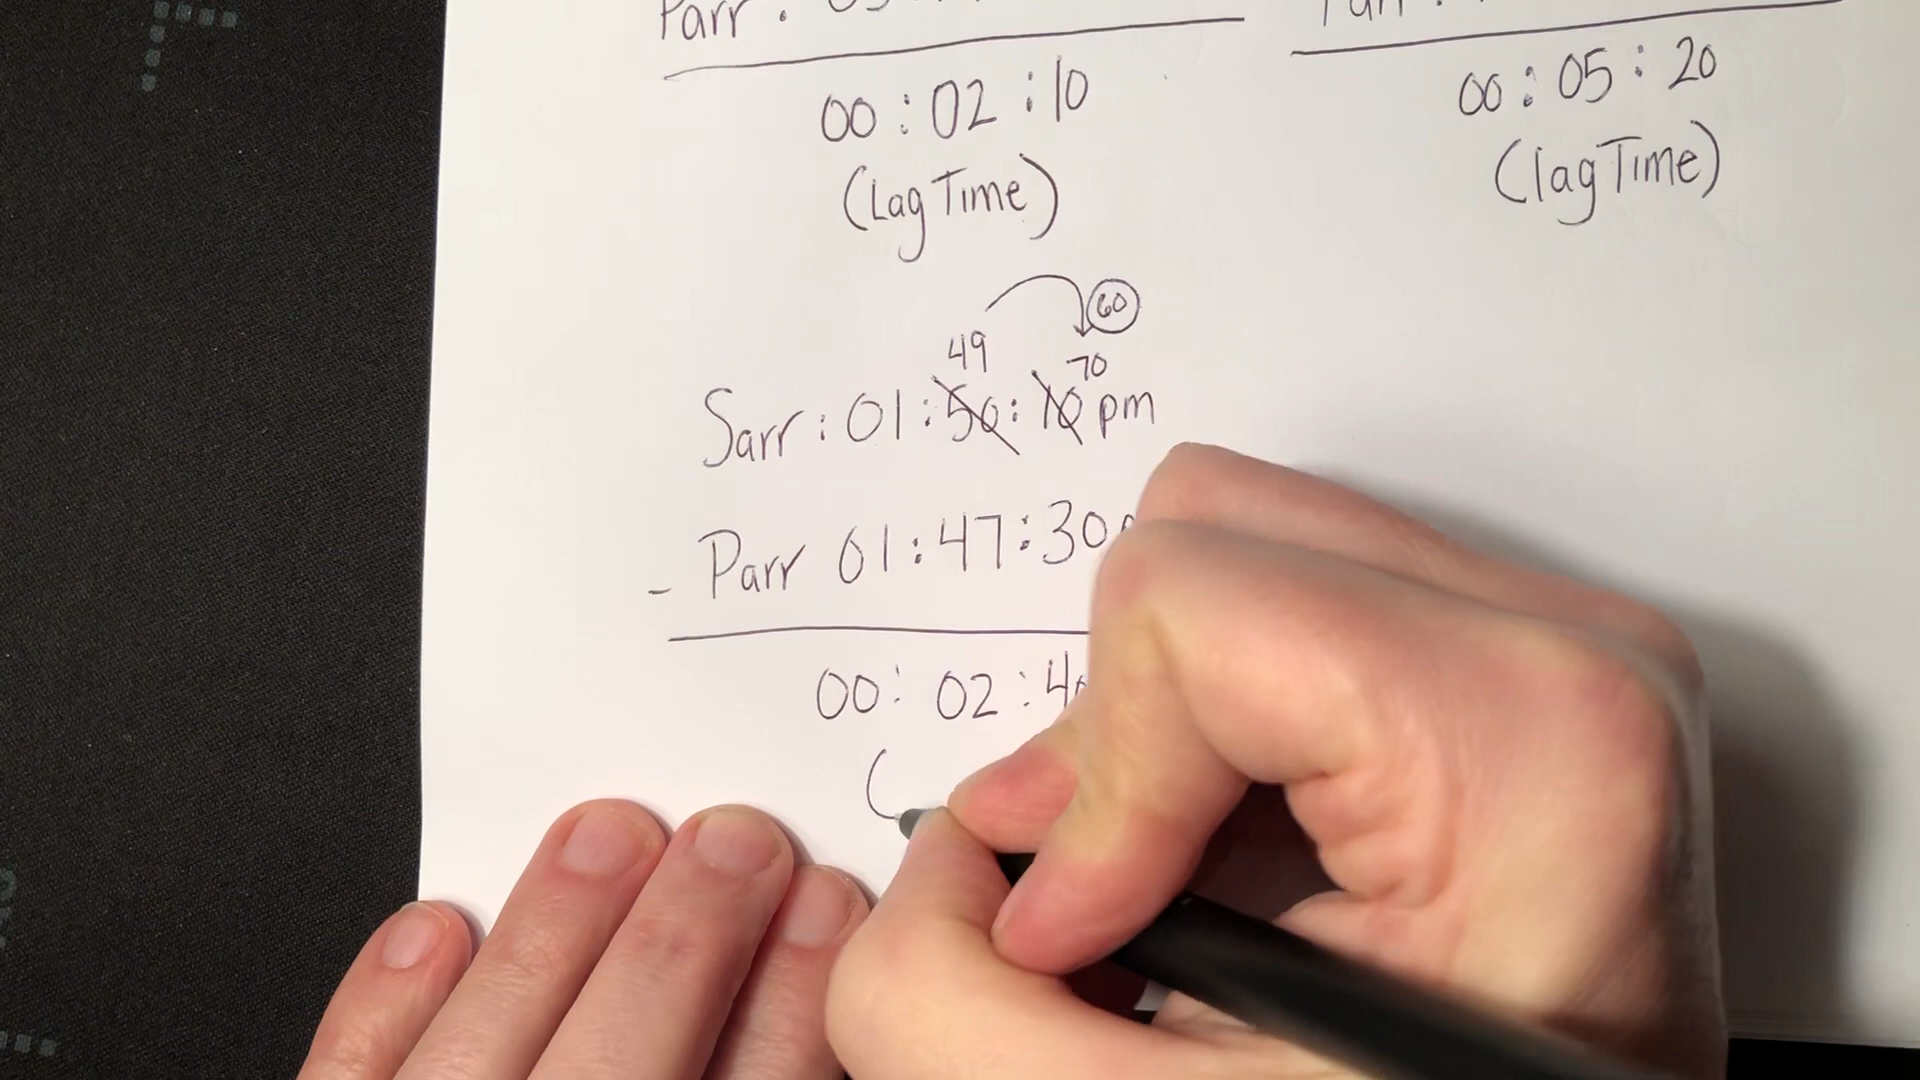 Parr :
00 : 02 : 10
00 : 05 : 20
(Lag Time)
(lag Time)
60
49
70
Sarr : 01 : 50 : 10 pm
- Parr 01 : 47 : 30
00 : 02 : 40
(